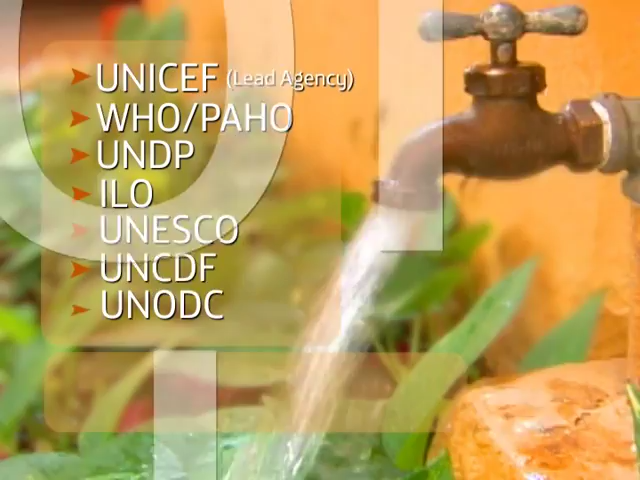 UNICEF (Lead Agency)
WHO/PAHO
UNDP
ILO
UNESCO
UNCDF
UNODC